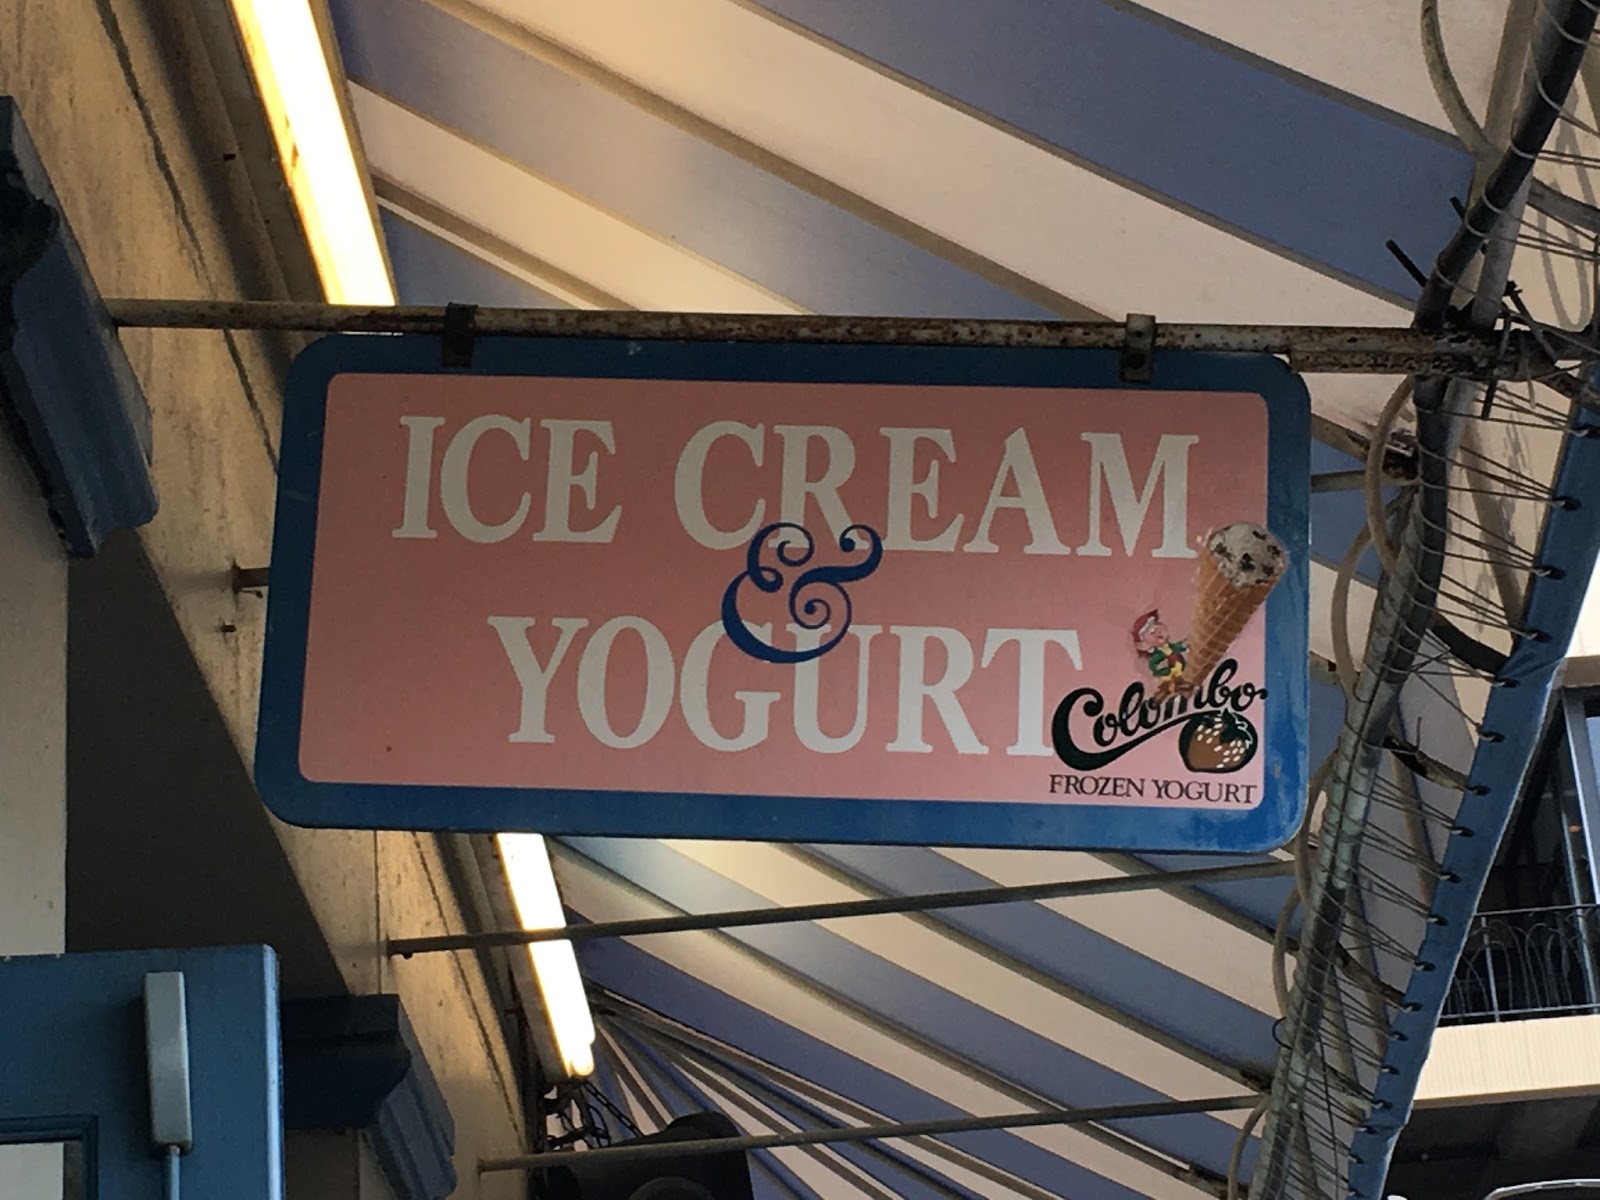 ICE CREAM
&
YOGURT
Colombo
FROZEN YOGURT